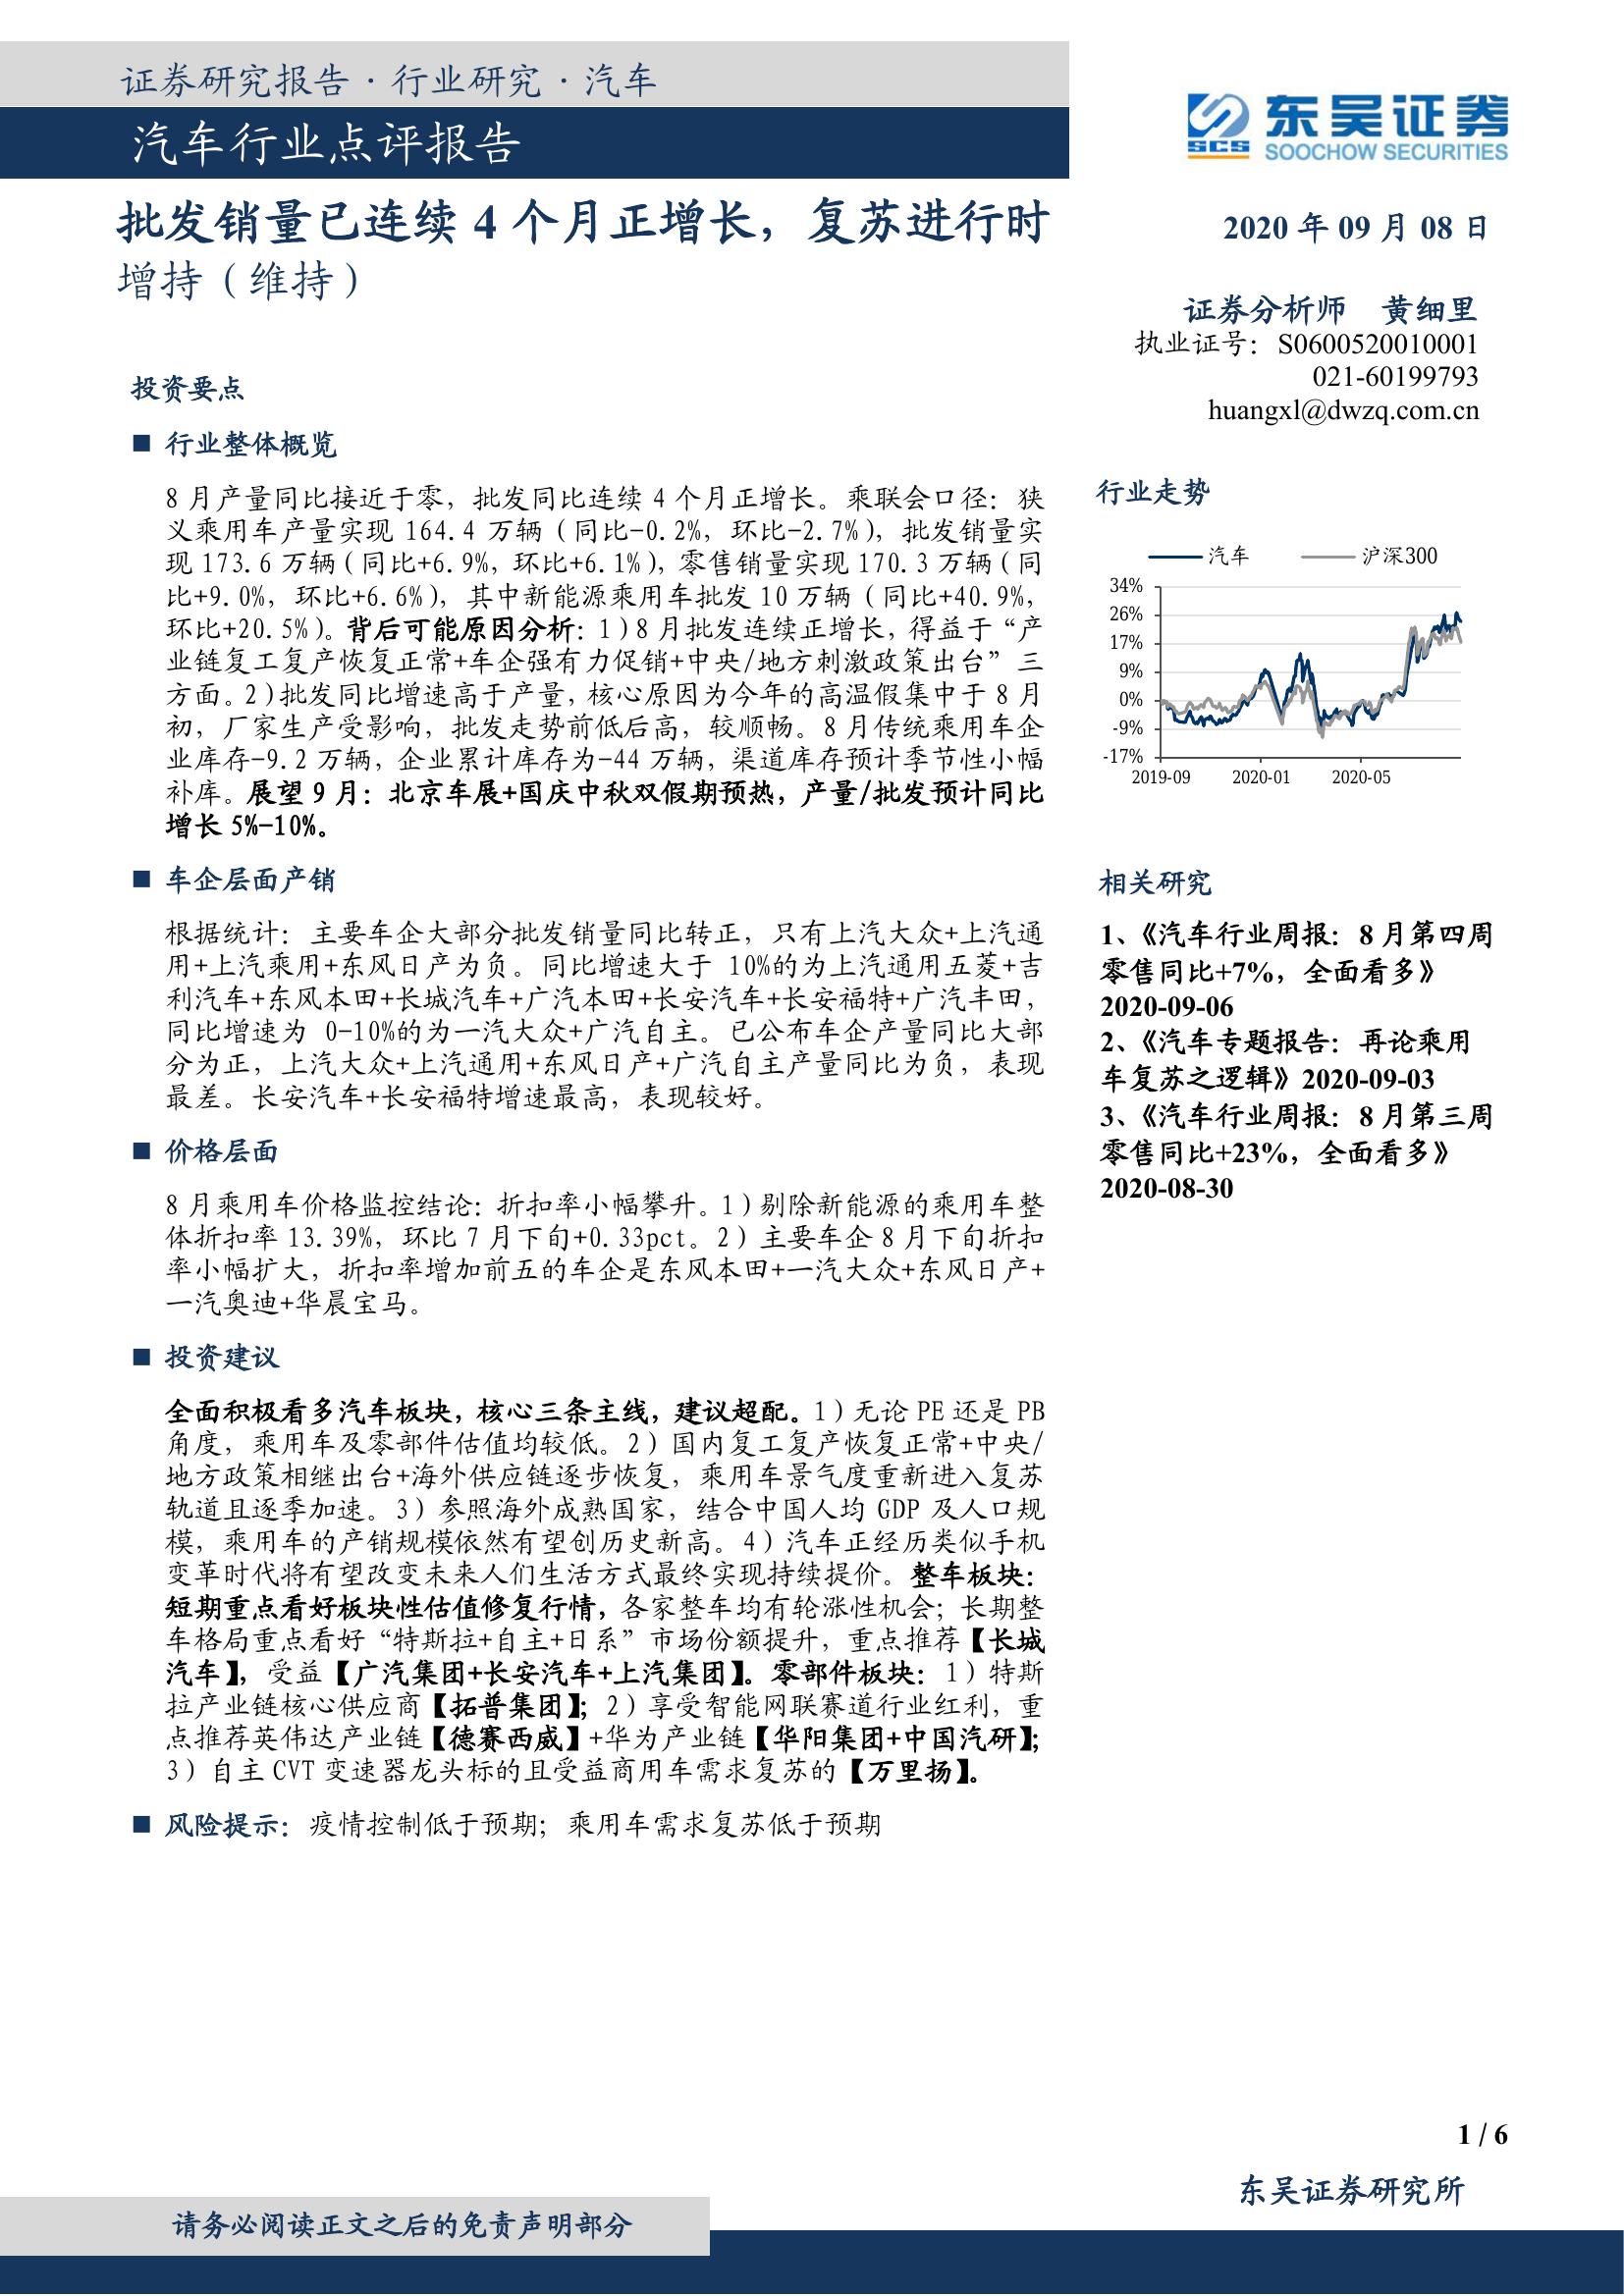 证券研究报告·行业研究·汽车
汽车行业点评报告
东吴证券
SCS
SOOCHOW SECURITIES
批发销量已连续 4 个月正增长，复苏进行时
增持（维持）
2020 年 09 月 08 日
证券分析师 黄细里
执业证号：S0600520010001
021-60199793
huangxl@dwzq.com.cn
投资要点
■ 行业整体概览
8 月产量同比接近于零，批发同比连续 4 个月正增长。乘联会口径：狭
义乘用车产量实现 164.4 万辆（同比-0.2%，环比-2.7%），批发销量实
现 173.6 万辆（同比+6.9%，环比+6.1%），零售销量实现 170.3 万辆（同
比+9.0%，环比+6.6%），其中新能源乘用车批发 10 万辆（同比+40.9%，
环比+20.5%）。背后可能原因分析：1）8 月批发连续正增长，得益于“产
业链复工复产恢复正常+车企强有力促销+中央/地方刺激政策出台”三
方面。2）批发同比增速高于产量，核心原因为今年的高温假集中于 8 月
初，厂家生产受影响，批发走势前低后高，较顺畅。8 月传统乘用车企
业库存-9.2 万辆，企业累计库存为-44 万辆，渠道库存预计季节性小幅
补库。展望 9 月：北京车展+国庆中秋双假期预热，产量/批发预计同比
增长 5%-10%。
■ 车企层面产销
根据统计：主要车企大部分批发销量同比转正，只有上汽大众+上汽通
用+上汽乘用+东风日产为负。同比增速大于 10%的为上汽通用五菱+吉
利汽车+东风本田+长城汽车+广汽本田+长安汽车+长安福特+广汽丰田，
同比增速为 0-10%的为一汽大众+广汽自主。已公布车企产量同比大部
分为正，上汽大众+上汽通用+东风日产+广汽自主产量同比为负，表现
最差。长安汽车+长安福特增速最高，表现较好。
■ 价格层面
8 月乘用车价格监控结论：折扣率小幅攀升。1）剔除新能源的乘用车整
体折扣率 13.39%，环比 7 月下旬+0.33pct。2）主要车企 8 月下旬折扣
率小幅扩大，折扣率增加前五的车企是东风本田+一汽大众+东风日产+
一汽奥迪+华晨宝马。
■ 投资建议
全面积极看多汽车板块，核心三条主线，建议超配。1）无论 PE 还是 PB
角度，乘用车及零部件估值均较低。2）国内复工复产恢复正常+中央/
地方政策相继出台+海外供应链逐步恢复，乘用车景气度重新进入复苏
轨道且逐季加速。3）参照海外成熟国家，结合中国人均 GDP 及人口规
模，乘用车的产销规模依然有望创历史新高。4）汽车正经历类似手机
变革时代将有望改变未来人们生活方式最终实现持续提价。整车板块：
短期重点看好板块性估值修复行情，各家整车均有轮涨性机会；长期整
车格局重点看好“特斯拉+自主+日系”市场份额提升，重点推荐【长城
汽车】，受益【广汽集团+长安汽车+上汽集团】。零部件板块：1）特斯
拉产业链核心供应商【拓普集团】；2）享受智能网联赛道行业红利，重
点推荐英伟达产业链【德赛西威】+华为产业链【华阳集团+中国汽研】；
3）自主 CVT 变速器龙头标的且受益商用车需求复苏的【万里扬】。
■ 风险提示：疫情控制低于预期；乘用车需求复苏低于预期
行业走势
汽车 沪深300
34%
26%
17%
9%
0%
-9%
-17%
2019-09 2020-01 2020-05
相关研究
1、《汽车行业周报：8 月第四周
零售同比+7%，全面看多》
2020-09-06
2、《汽车专题报告：再论乘用
车复苏之逻辑》2020-09-03
3、《汽车行业周报：8 月第三周
零售同比+23%，全面看多》
2020-08-30
1 / 6
东吴证券研究所
请务必阅读正文之后的免责声明部分